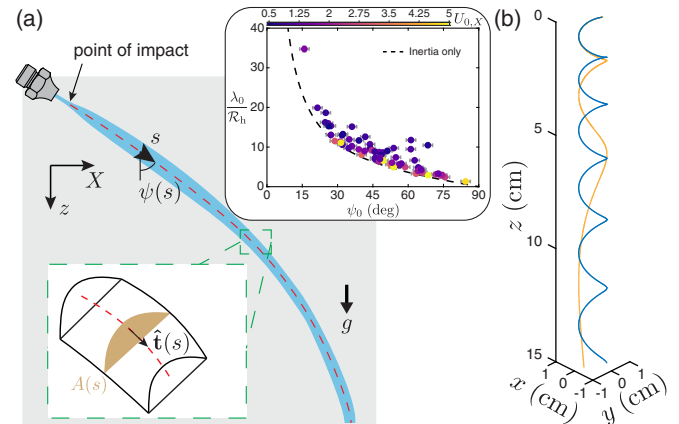 (a)
point of impact
s
X
z
ψ(s)
g
t̂(s)
A(s)
0.5 1.25 2 2.75 3.5 4.25 5
U₀,X
Inertia only
λ₀
ℛₕ
40
30
20
10
0
0 15 30 45 60 75 90
ψ₀ (deg)
(b)
0
5
10
15
z (cm)
1
0
-1
x (cm)
1
0
-1
y (cm)